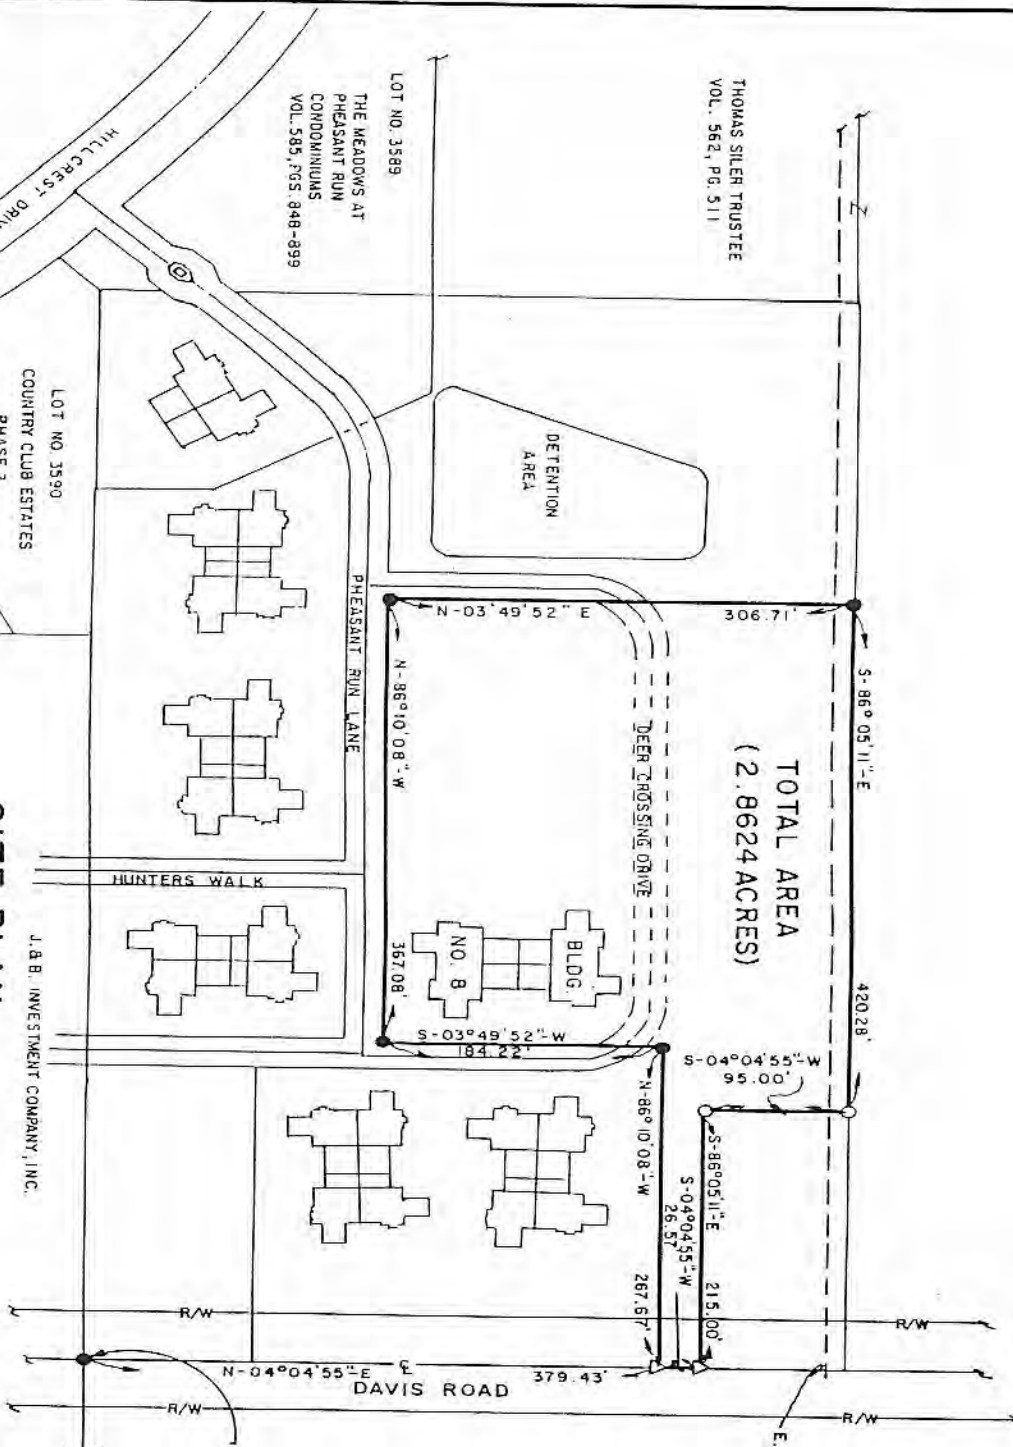 THOMAS SILER TRUSTEE
VOL. 562, PG. 511
LOT NO. 3589
THE MEADOWS AT
PHEASANT RUN
CONDOMINIUMS
VOL. 585, PGS. 848-899
HILLCREST DRIV
LOT NO. 3590
COUNTRY CLUB ESTATES
DETENTION
AREA
PHEASANT RUN LANE
N-03°49'52" E
306.71'
S-86°05'11"-E
420.28'
TOTAL AREA
(2.8624 ACRES)
DEER CROSSING DRIVE
N-86°10'08"-W
367.08'
HUNTERS WALK
BLDG.
NO. 8
S-03°49'52"-W
184.22'
S-04°04'55"-W
95.00'
N-86°10'08"-W
267.67'
S-86°05'11"-E
215.00'
S-04°04'55"-W
26.57'
J.&B. INVESTMENT COMPANY, INC.
R/W
R/W
N-04°04'55"-E
379.43'
DAVIS ROAD
R/W
R/W
E.